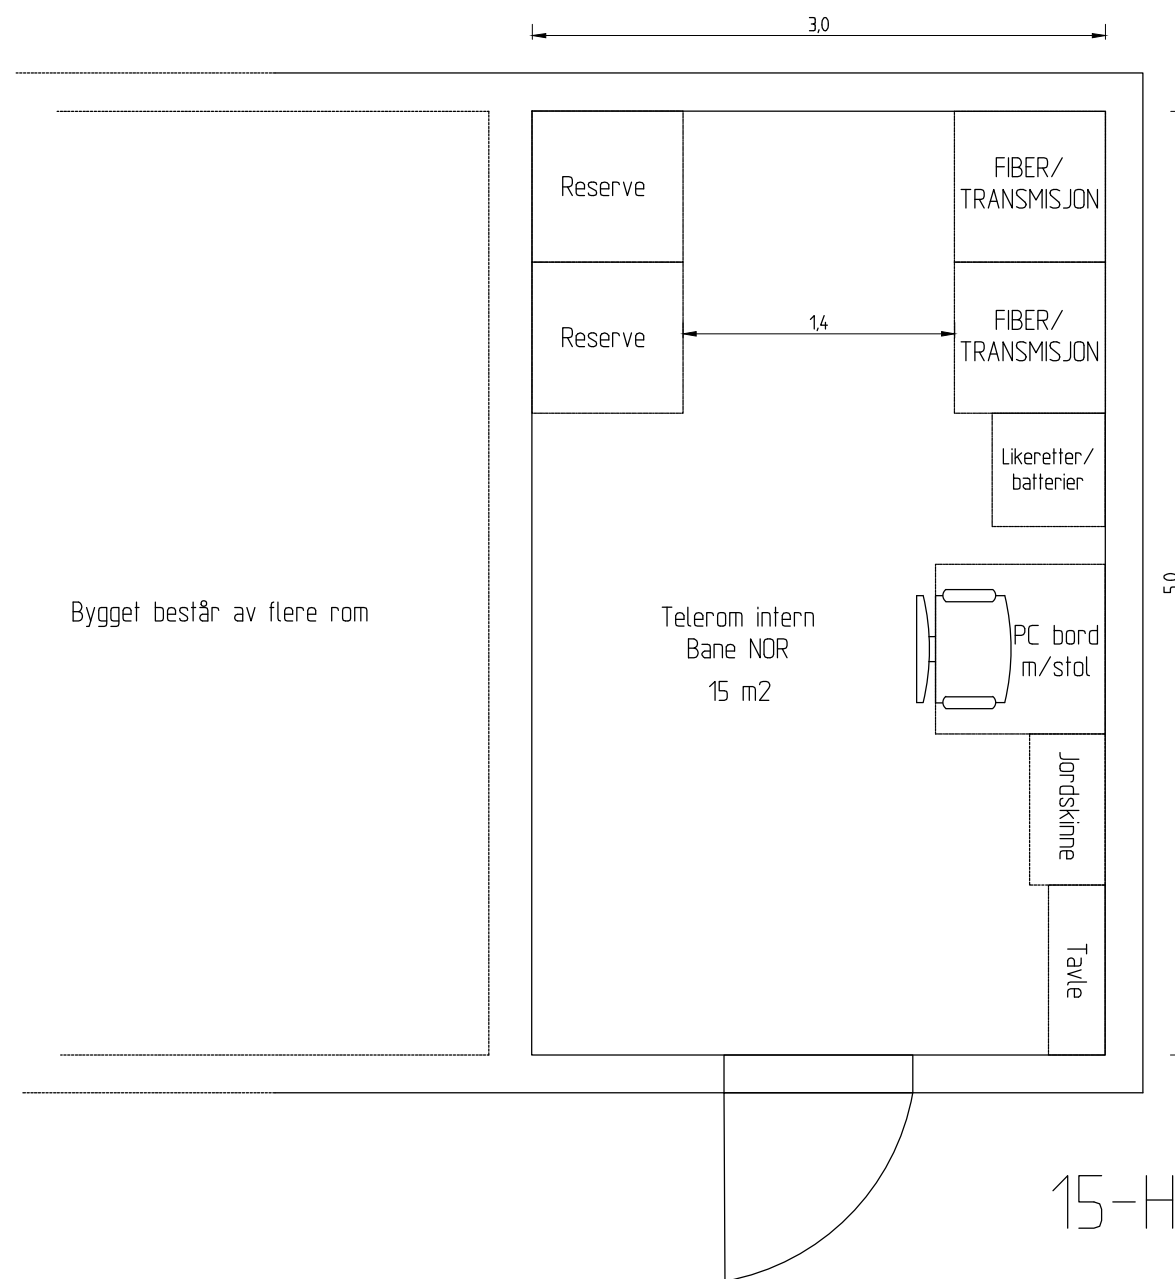 3,0
Reserve
FIBER/
TRANSMISJON
Reserve
1,4
FIBER/
TRANSMISJON
Likeretter/
batterier
5,0
Bygget består av flere rom
Telerom intern
Bane NOR
15 m2
PC bord
m/stol
Jordskinne
Tavle
15-H